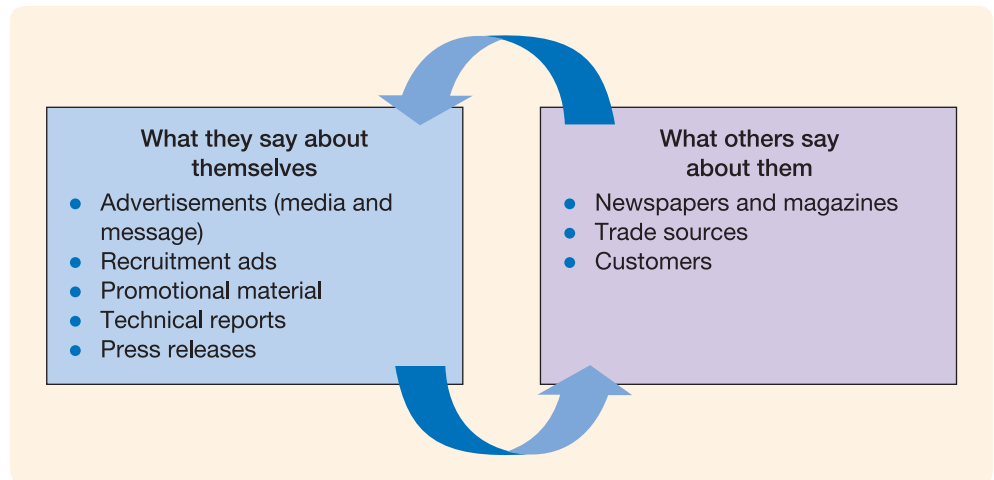 What they say about
themselves
● Advertisements (media and
message)
● Recruitment ads
● Promotional material
● Technical reports
● Press releases
What others say
about them
● Newspapers and magazines
● Trade sources
● Customers